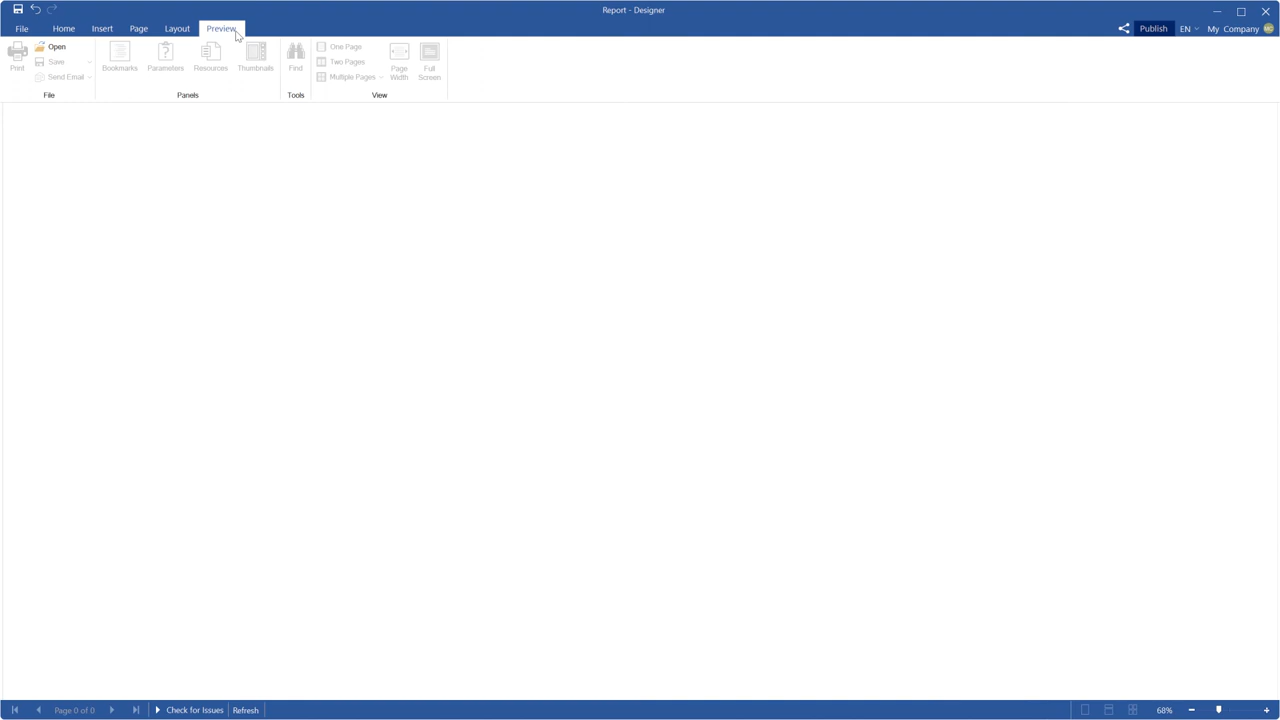 Report - Designer
File Home Insert Page Layout Preview Publish EN My Company MC
Print Open Save Send Email
Bookmarks Parameters Resources Thumbnails
Find
One Page
Two Pages
Multiple Pages
Page
Width
Full
Screen
File Panels Tools View
Page 0 of 0 Check for Issues Refresh 68%